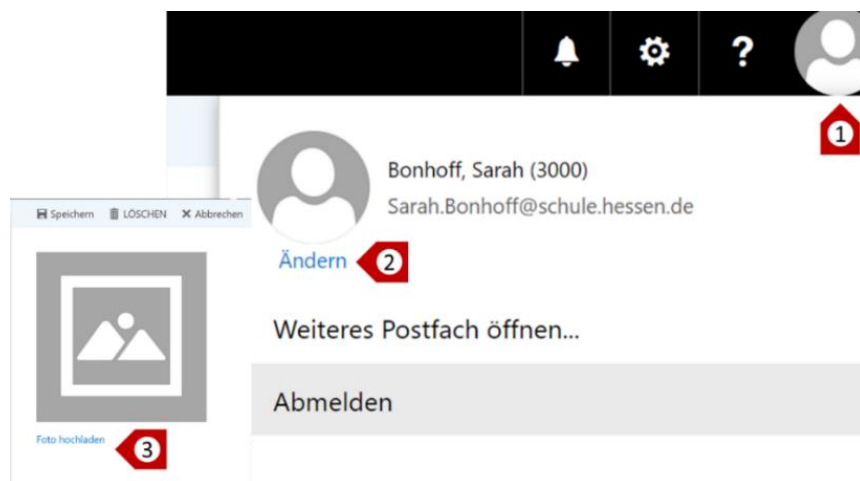 ?
1
Bonhoff, Sarah (3000)
Sarah.Bonhoff@schule.hessen.de
Ändern 2
Weiteres Postfach öffnen...
Abmelden
Speichern LÖSCHEN Abbrechen
Foto hochladen 3